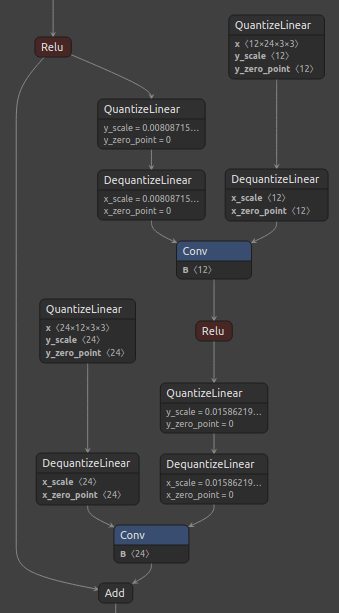 QuantizeLinear
x ⟨12×24×3×3⟩
y_scale ⟨12⟩
y_zero_point ⟨12⟩
Relu
QuantizeLinear
y_scale = 0.00808715...
y_zero_point = 0
DequantizeLinear
x_scale = 0.00808715...
x_zero_point = 0
DequantizeLinear
x_scale ⟨12⟩
x_zero_point ⟨12⟩
Conv
B ⟨12⟩
QuantizeLinear
x ⟨24×12×3×3⟩
y_scale ⟨24⟩
y_zero_point ⟨24⟩
Relu
QuantizeLinear
y_scale = 0.01586219...
y_zero_point = 0
DequantizeLinear
x_scale ⟨24⟩
x_zero_point ⟨24⟩
DequantizeLinear
x_scale = 0.01586219...
x_zero_point = 0
Conv
B ⟨24⟩
Add